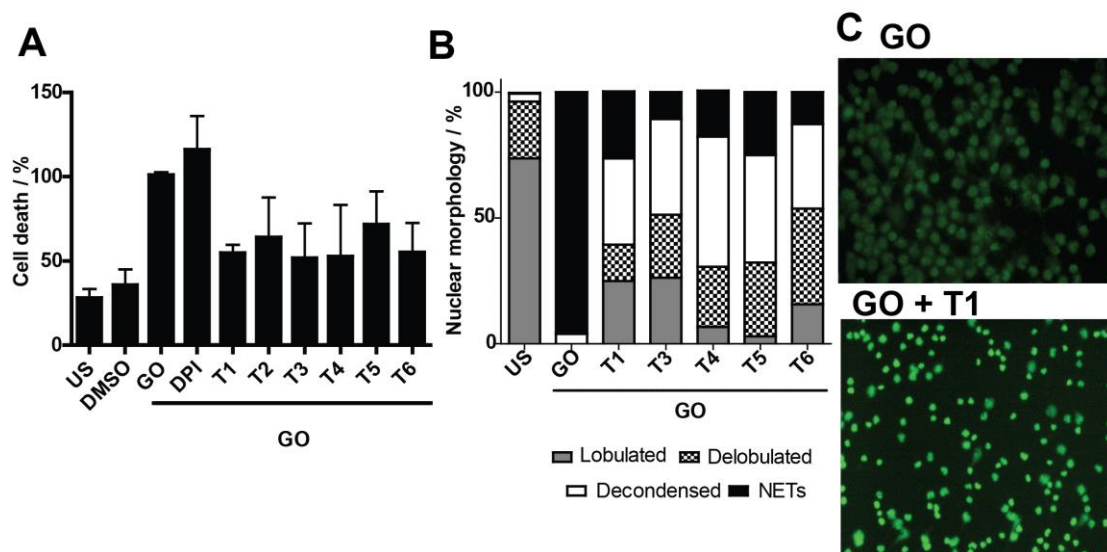 A
Cell death / %
150
100
50
0
US
DMSO
GO
DPI
T1
T2
T3
T4
T5
T6
GO
B
Nuclear morphology / %
100
50
0
US
GO
T1
T3
T4
T5
T6
GO
Lobulated
Delobulated
Decondensed
NETs
C GO
GO + T1